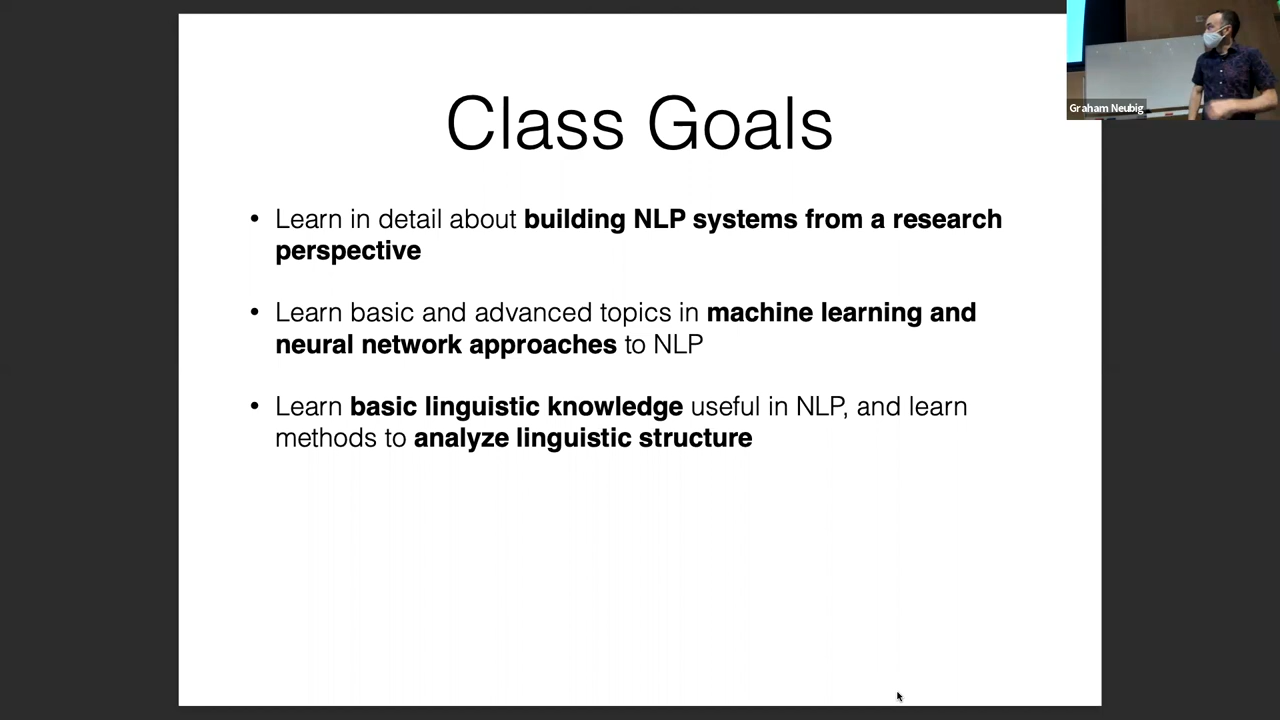 Class Goals
• Learn in detail about building NLP systems from a research
perspective
• Learn basic and advanced topics in machine learning and
neural network approaches to NLP
• Learn basic linguistic knowledge useful in NLP, and learn
methods to analyze linguistic structure
Graham Neubig